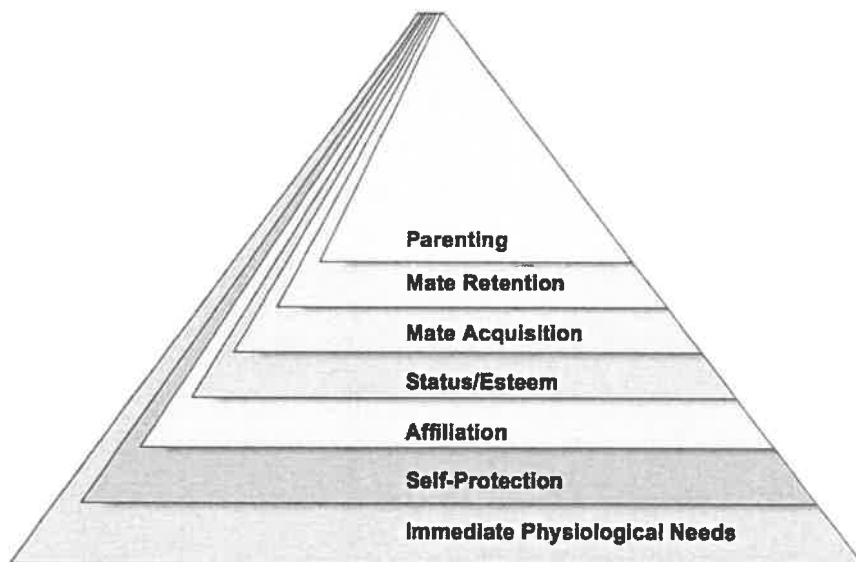 Parenting
Mate Retention
Mate Acquisition
Status/Esteem
Affiliation
Self-Protection
Immediate Physiological Needs